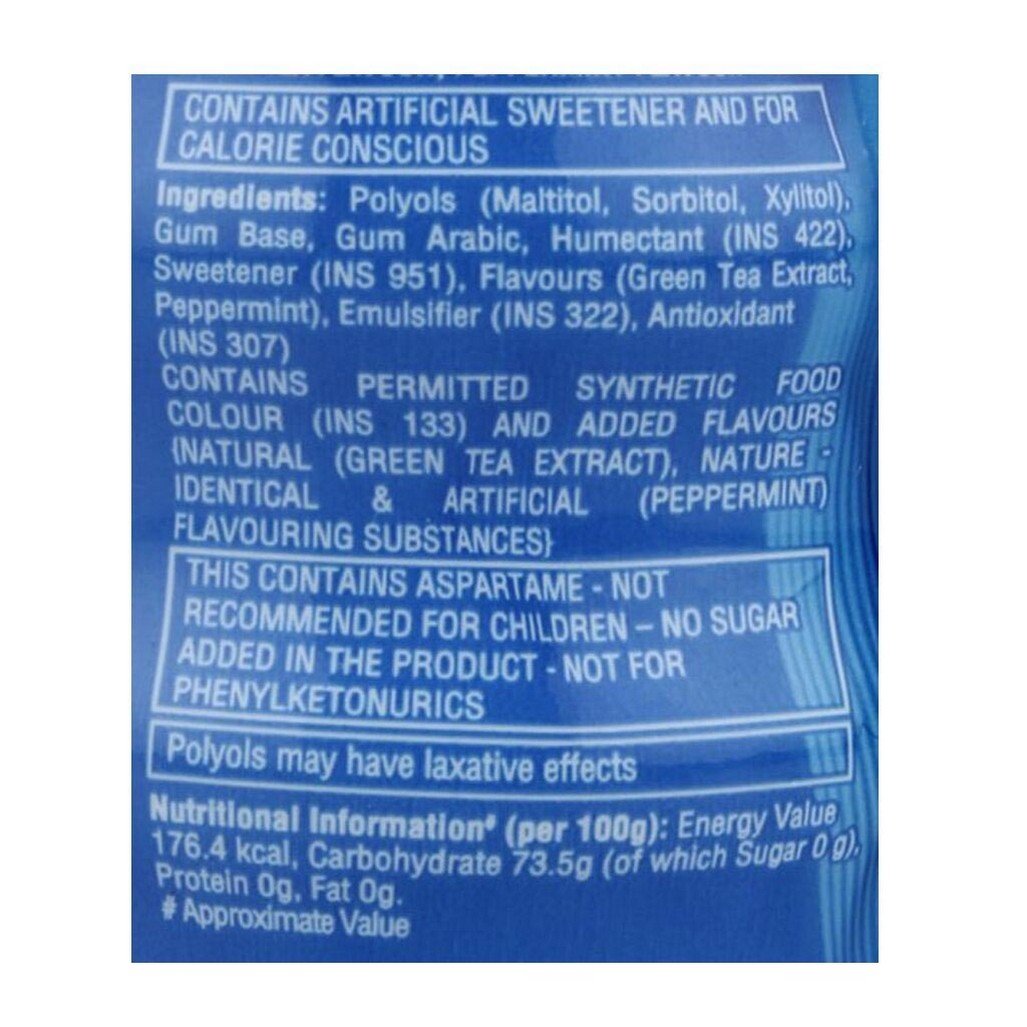 CONTAINS ARTIFICIAL SWEETENER AND FOR
CALORIE CONSCIOUS
Ingredients: Polyols (Maltitol, Sorbitol, Xylitol),
Gum Base, Gum Arabic, Humectant (INS 422),
Sweetener (INS 951), Flavours (Green Tea Extract,
Peppermint), Emulsifier (INS 322), Antioxidant
(INS 307)
CONTAINS PERMITTED SYNTHETIC FOOD
COLOUR (INS 133) AND ADDED FLAVOURS
{NATURAL (GREEN TEA EXTRACT), NATURE -
IDENTICAL & ARTIFICIAL (PEPPERMINT)
FLAVOURING SUBSTANCES}
THIS CONTAINS ASPARTAME - NOT
RECOMMENDED FOR CHILDREN – NO SUGAR
ADDED IN THE PRODUCT - NOT FOR
PHENYLKETONURICS
Polyols may have laxative effects
Nutritional Information# (per 100g): Energy Value
176.4 kcal, Carbohydrate 73.5g (of which Sugar 0 g),
Protein 0g, Fat 0g.
# Approximate Value